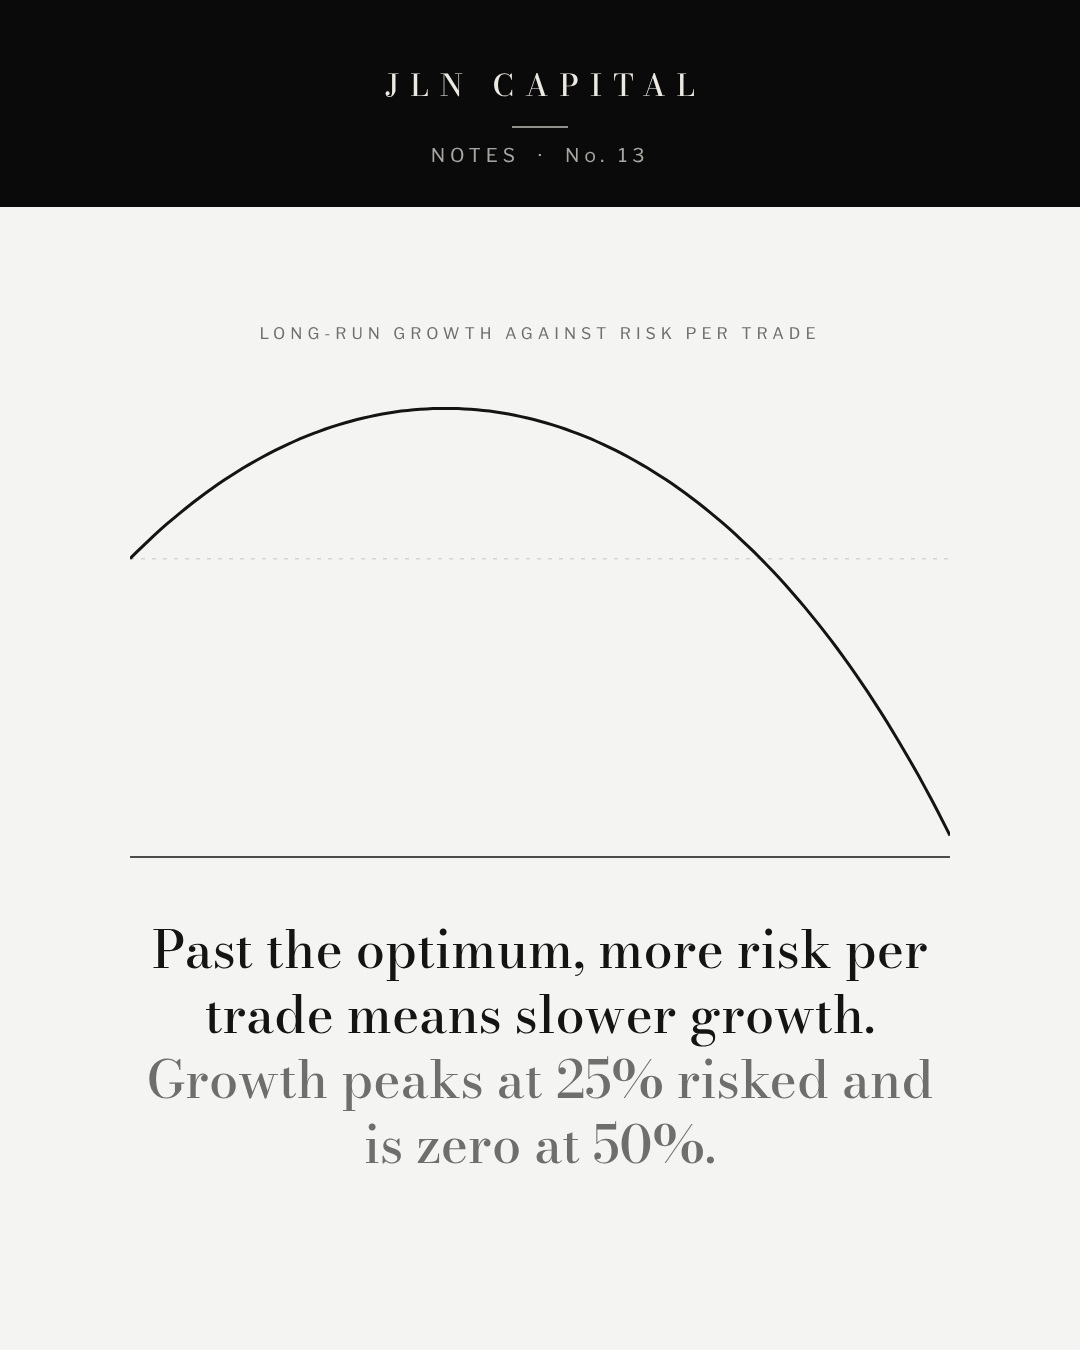 JLN CAPITAL
NOTES · No. 13
LONG-RUN GROWTH AGAINST RISK PER TRADE
Past the optimum, more risk per
trade means slower growth.
Growth peaks at 25% risked and
is zero at 50%.